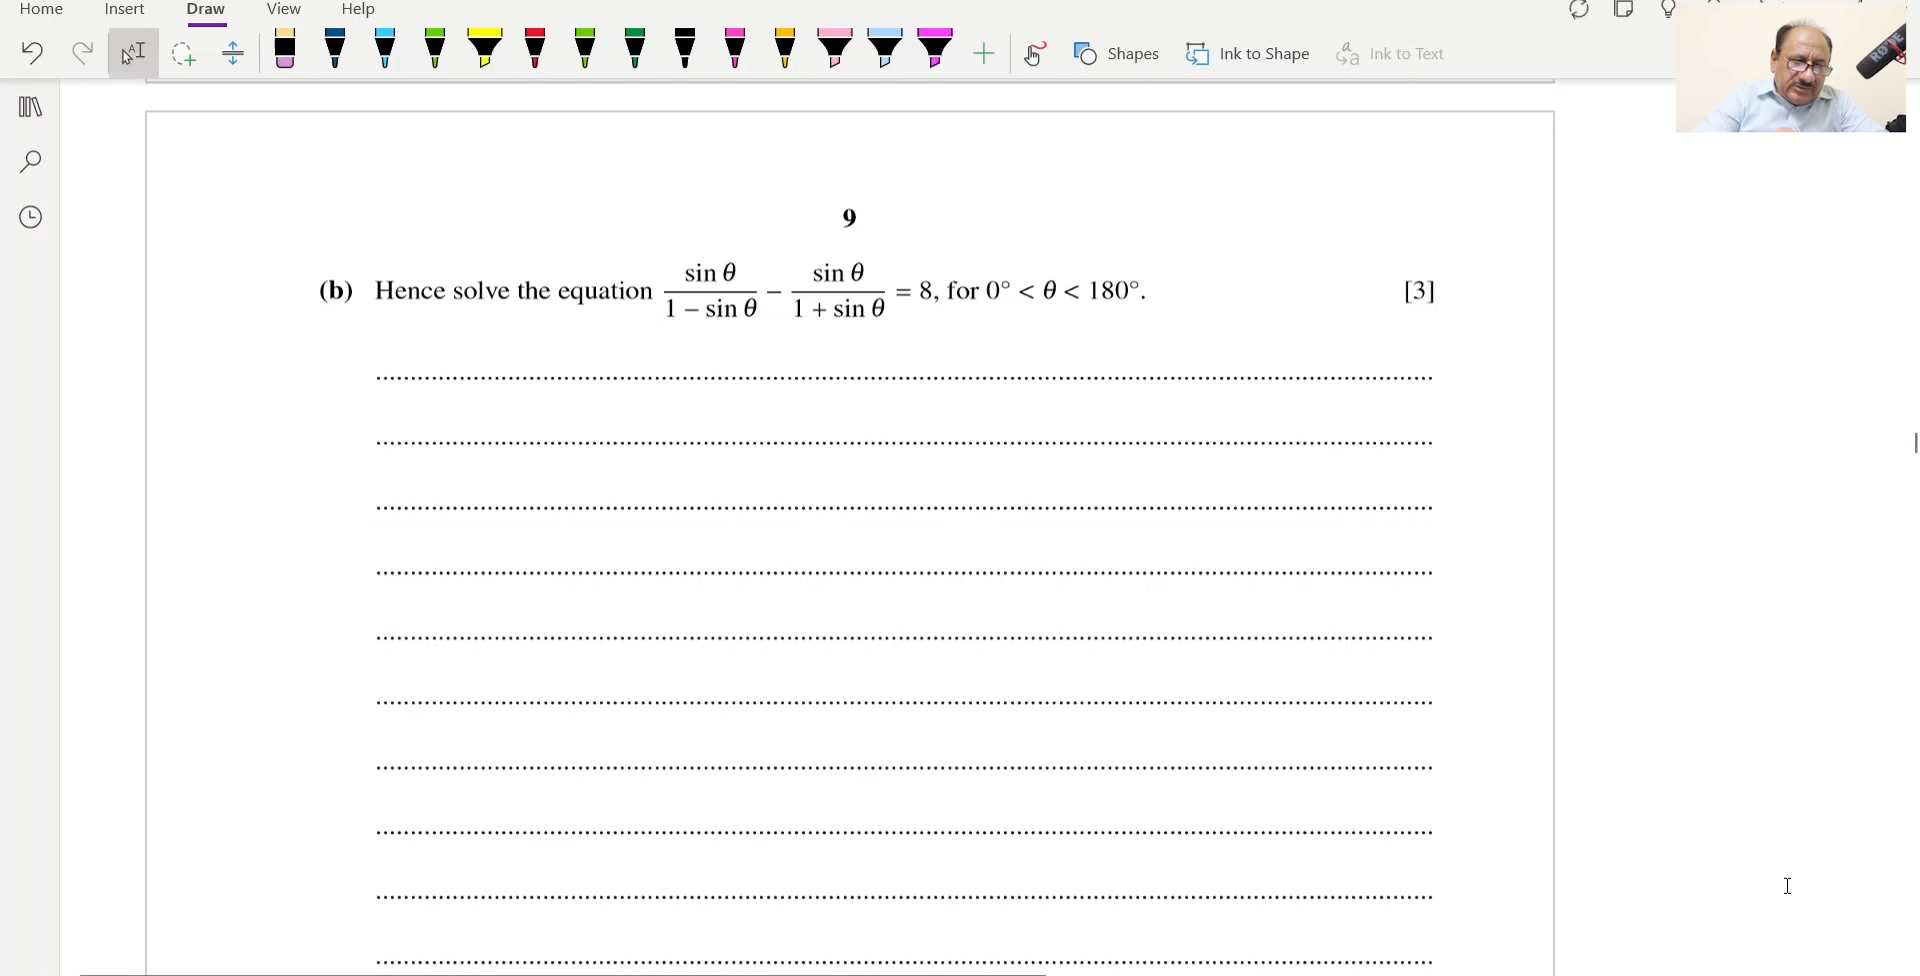 Home Insert Draw View Help
Shapes Ink to Shape Ink to Text
RØDE
9
(b) Hence solve the equation sin θ / (1 − sin θ) − sin θ / (1 + sin θ) = 8, for 0° < θ < 180°. [3]